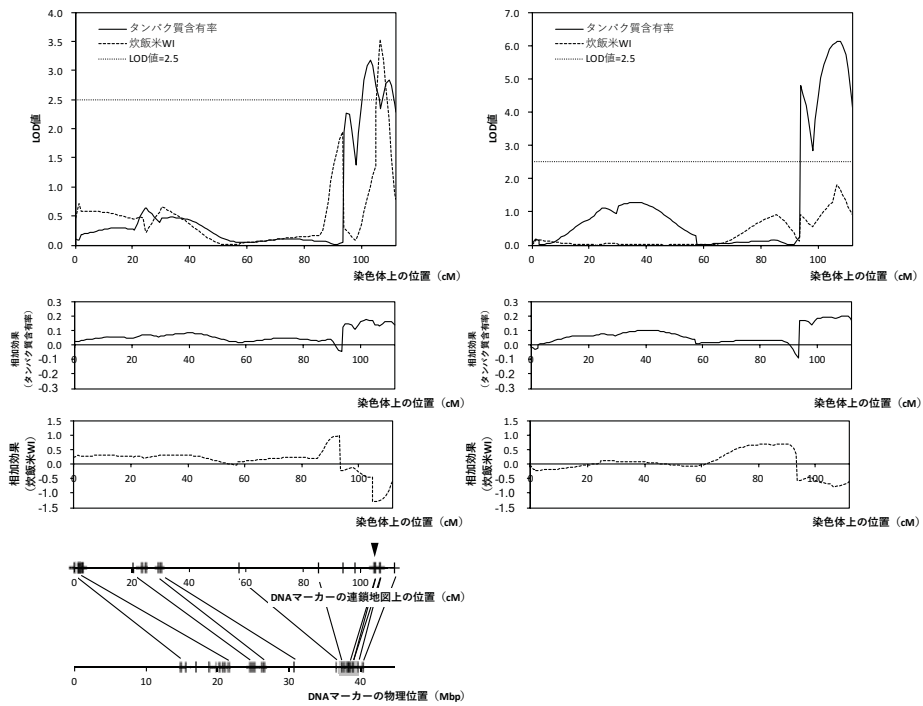 4.0
3.5
3.0
2.5
2.0
1.5
1.0
0.5
0.0
LOD値
タンパク質含有率
炊飯米WI
LOD値=2.5
0 20 40 60 80 100
染色体上の位置（cM）
7.0
6.0
5.0
4.0
3.0
2.0
1.0
0.0
LOD値
タンパク質含有率
炊飯米WI
LOD値=2.5
0 20 40 60 80 100
染色体上の位置（cM）
0.3
0.2
0.1
0.0
-0.1
-0.2
-0.3
相加効果
（タンパク質含有率）
0 20 40 60 80 100
染色体上の位置（cM）
0.3
0.2
0.1
0.0
-0.1
-0.2
-0.3
相加効果
（タンパク質含有率）
0 20 40 60 80 100
染色体上の位置（cM）
1.5
1.0
0.5
0.0
-0.5
-1.0
-1.5
相加効果
（炊飯米WI）
0 20 40 60 80 100
染色体上の位置（cM）
1.5
1.0
0.5
0.0
-0.5
-1.0
-1.5
相加効果
（炊飯米WI）
0 20 40 60 80 100
染色体上の位置（cM）
0 20 40 60 80 100
DNAマーカーの連鎖地図上の位置（cM）
0 10 20 30 40
DNAマーカーの物理位置（Mbp）